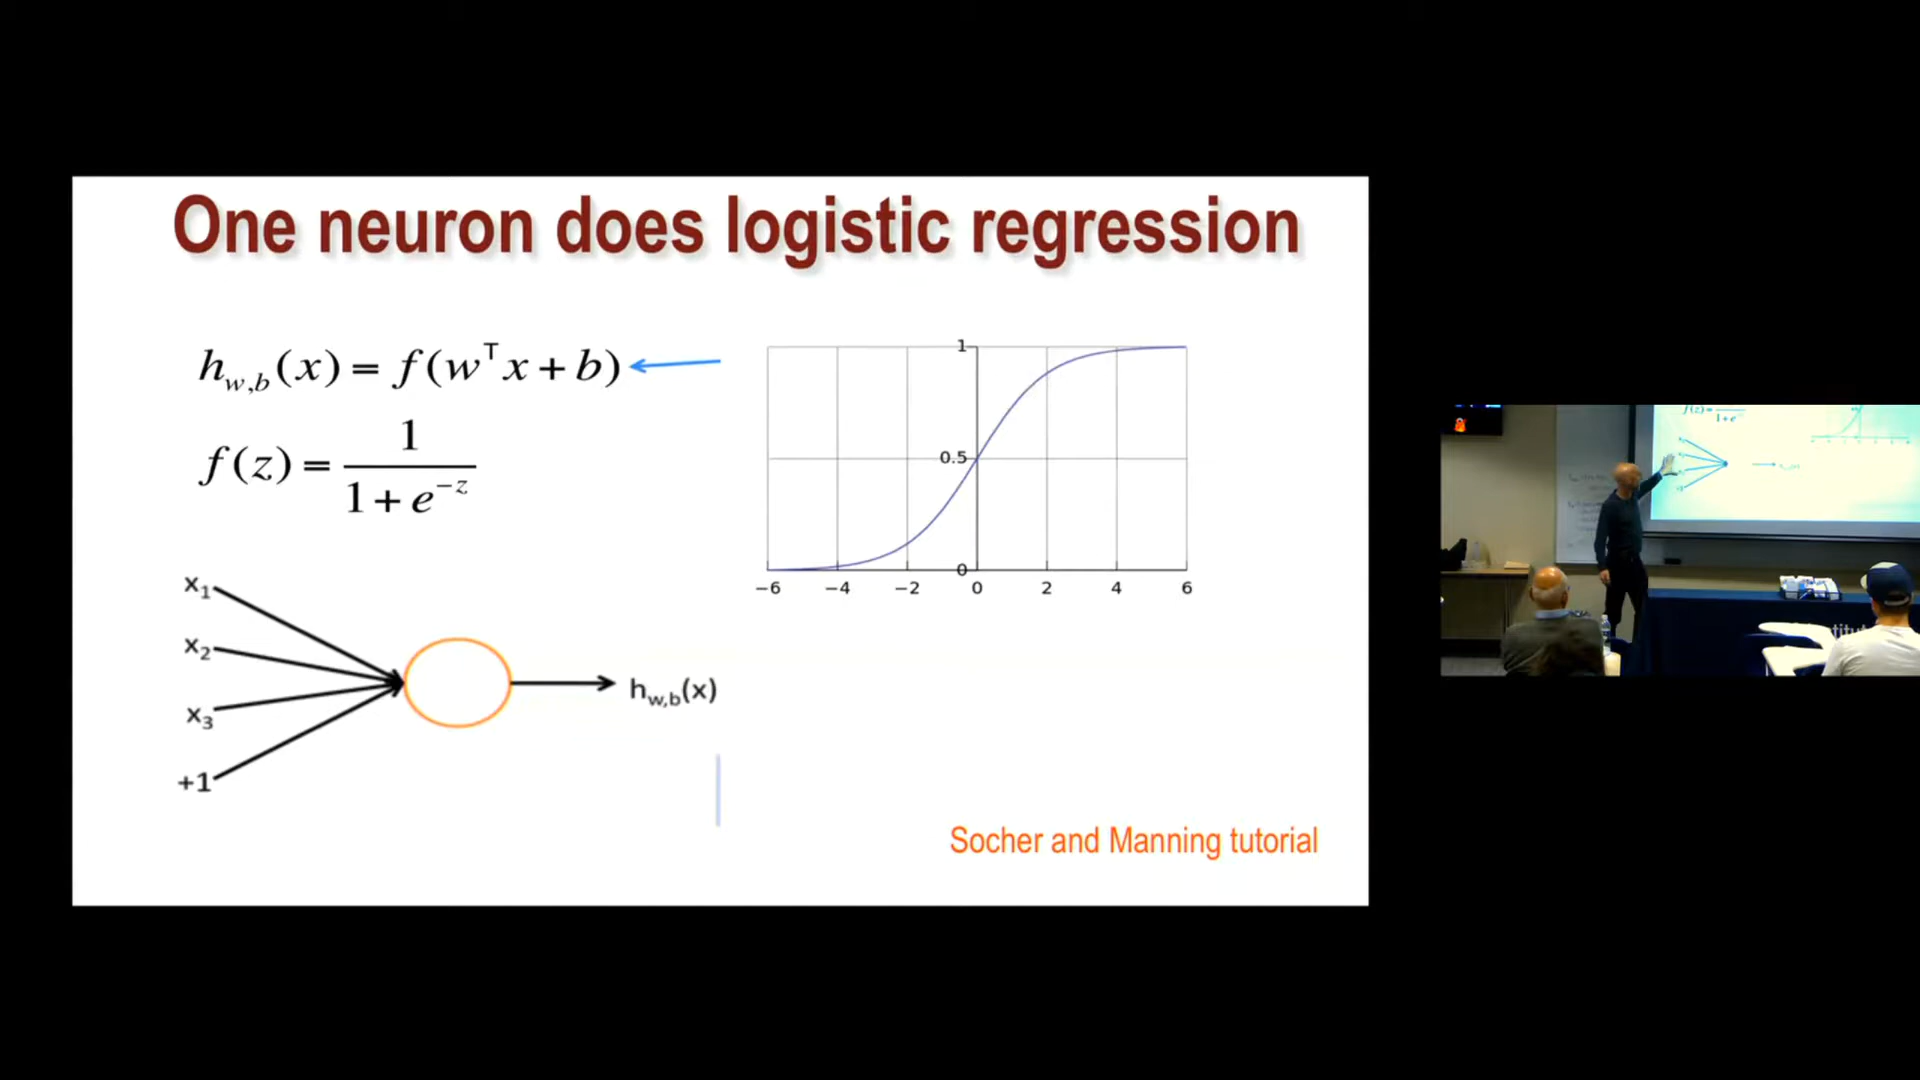 One neuron does logistic regression
h_{w,b}(x) = f(w^T x + b)
f(z) = \frac{1}{1 + e^{-z}}
1
0.5
0
−6 −4 −2 0 2 4 6
x₁
x₂
x₃
+1
h_{w,b}(x)
Socher and Manning tutorial